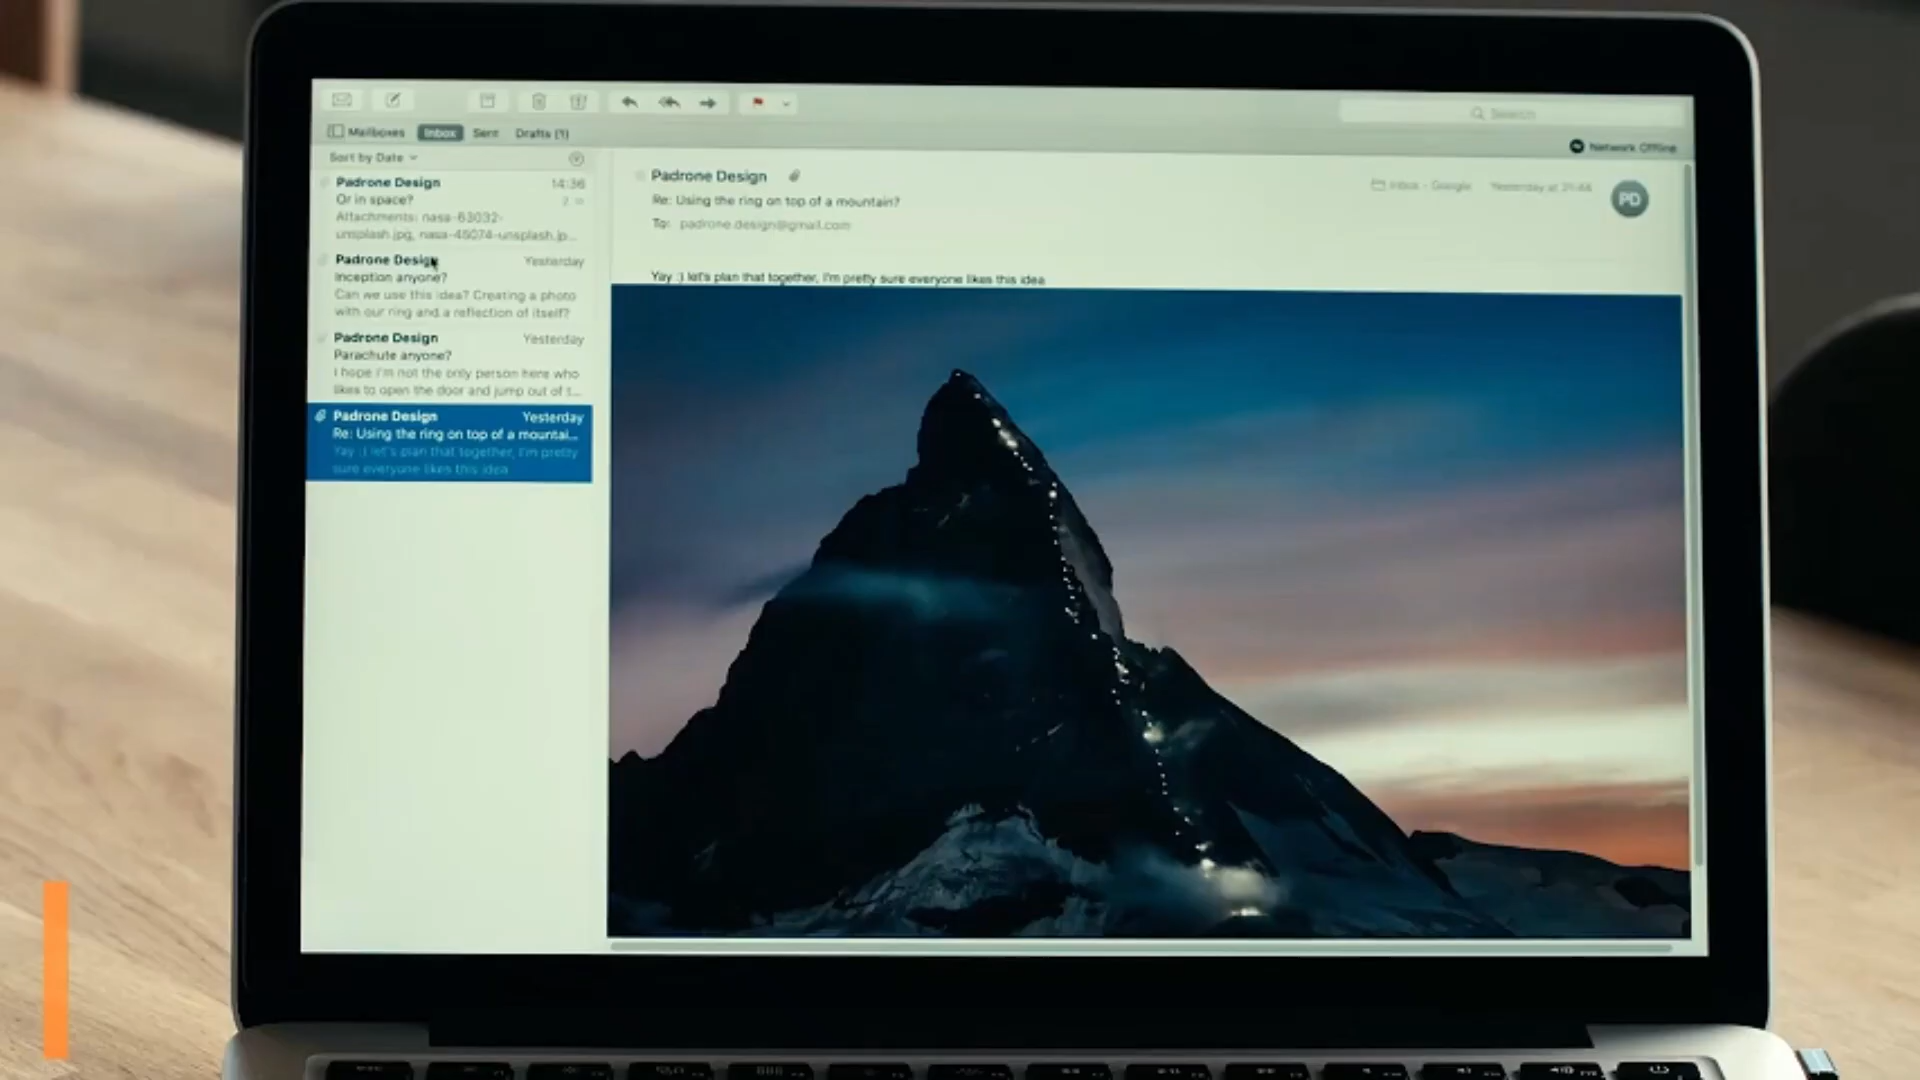 Search
Mailboxes Inbox Sent Drafts (1)
Network Offline
Sort by Date
Padrone Design 14:36
Or in space? 2
Attachments: nasa-63032-
unsplash.jpg, nasa-45074-unsplash.jp...
Padrone Design Yesterday
Inception anyone?
Can we use this idea? Creating a photo
with our ring and a reflection of itself?
Padrone Design Yesterday
Parachute anyone?
I hope I'm not the only person here who
likes to open the door and jump out of t...
Padrone Design Yesterday
Re: Using the ring on top of a mountai...
Yay :) let's plan that together, I'm pretty
sure everyone likes this idea
Padrone Design
Inbox - Google Yesterday at
PD
Re: Using the ring on top of a mountain?
To: padrone.design@gmail.com
Yay :) let's plan that together, I'm pretty sure everyone likes this idea